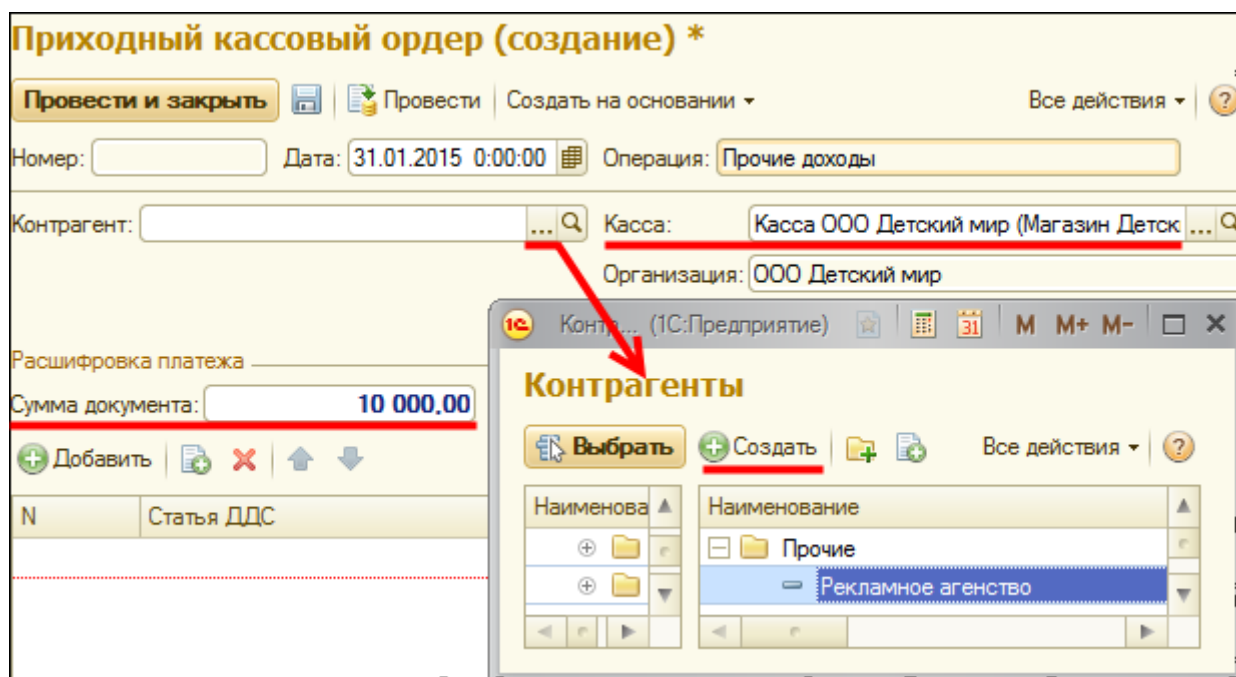 Приходный кассовый ордер (создание) *
Провести и закрыть Провести Создать на основании Все действия ?
Номер: Дата: 31.01.2015 0:00:00 Операция: Прочие доходы
Контрагент: ... Касса: Касса ООО Детский мир (Магазин Детск ...
Организация: ООО Детский мир
1С Контр... (1С:Предприятие) 31 M M+ M-
Расшифровка платежа
Контрагенты
Сумма документа: 10 000,00
Выбрать Создать Все действия ?
Добавить
Наименова Наименование
N Статья ДДС
Прочие
Рекламное агенство